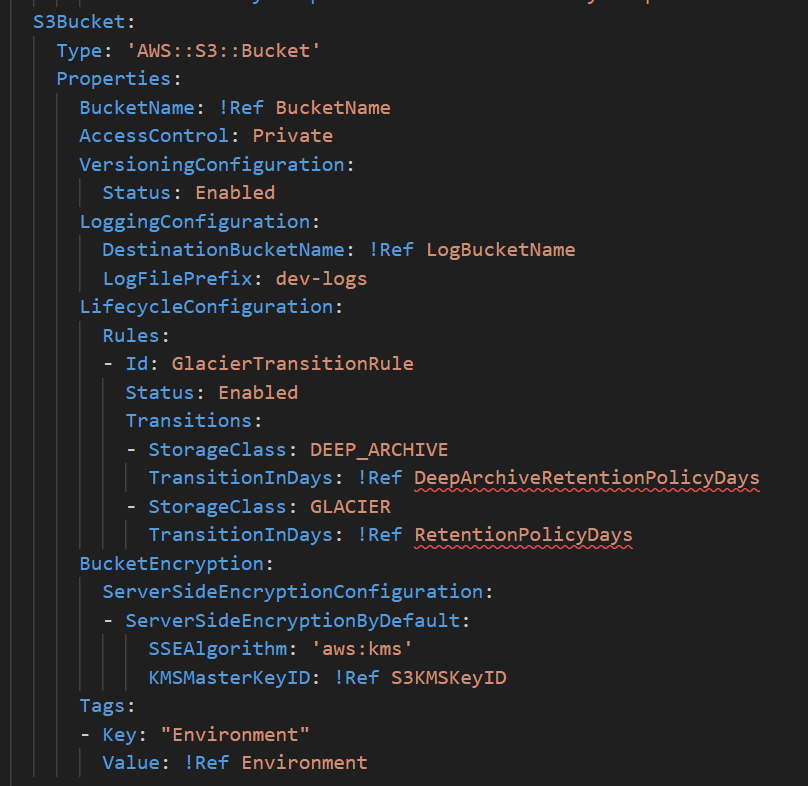 S3Bucket:
  Type: 'AWS::S3::Bucket'
  Properties:
    BucketName: !Ref BucketName
    AccessControl: Private
    VersioningConfiguration:
      Status: Enabled
    LoggingConfiguration:
      DestinationBucketName: !Ref LogBucketName
      LogFilePrefix: dev-logs
    LifecycleConfiguration:
      Rules:
      - Id: GlacierTransitionRule
        Status: Enabled
        Transitions:
        - StorageClass: DEEP_ARCHIVE
          TransitionInDays: !Ref DeepArchiveRetentionPolicyDays
        - StorageClass: GLACIER
          TransitionInDays: !Ref RetentionPolicyDays
    BucketEncryption:
      ServerSideEncryptionConfiguration:
      - ServerSideEncryptionByDefault:
          SSEAlgorithm: 'aws:kms'
          KMSMasterKeyID: !Ref S3KMSKeyID
    Tags:
    - Key: "Environment"
      Value: !Ref Environment